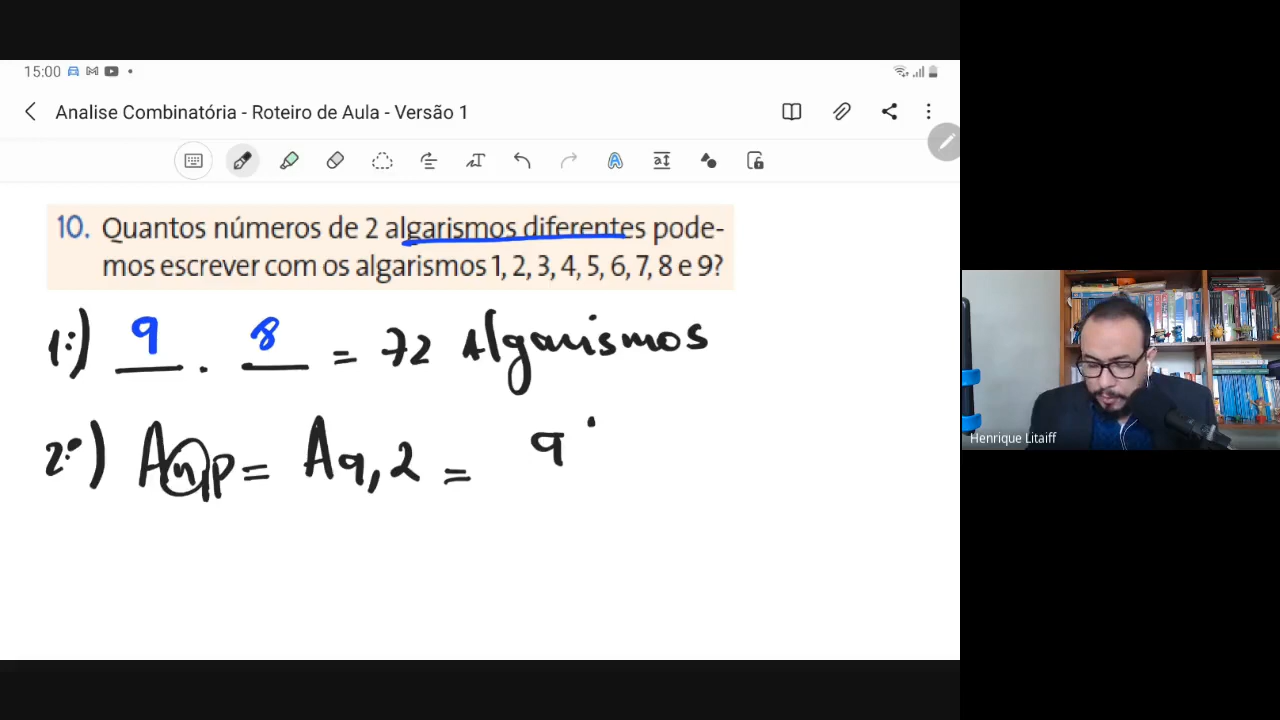 15:00
Analise Combinatória - Roteiro de Aula - Versão 1
10. Quantos números de 2 algarismos diferentes pode-
mos escrever com os algarismos 1, 2, 3, 4, 5, 6, 7, 8 e 9?
1º) 9 . 8 = 72 Algarismos
2º) An,p = A9,2 = 9
Henrique Litaiff